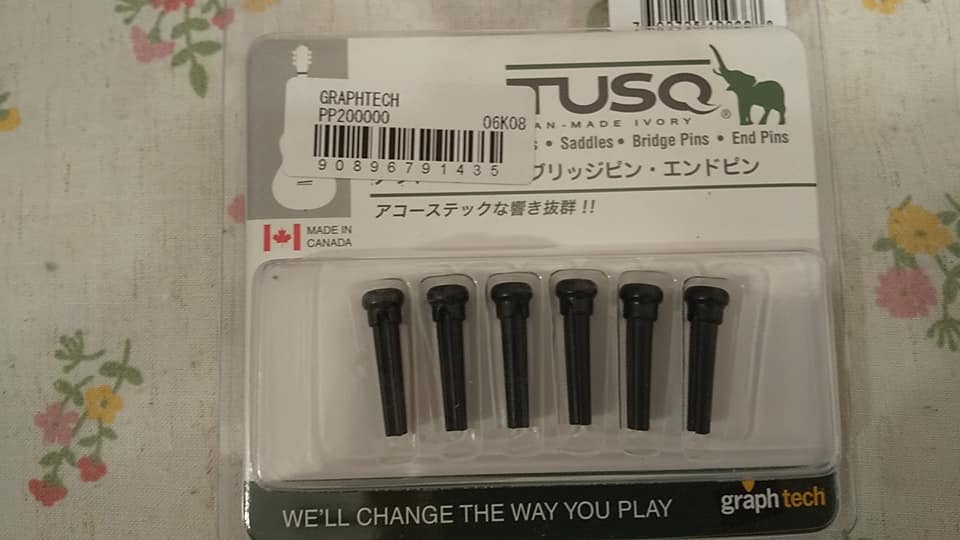 GRAPHTECH
PP200000 06K08
90896791435
TUSQ®
AN-MADE IVORY
s • Saddles • Bridge Pins • End Pins
ブリッジピン・エンドピン
アコーステックな響き抜群!!
MADE IN
CANADA
WE'LL CHANGE THE WAY YOU PLAY
graph tech